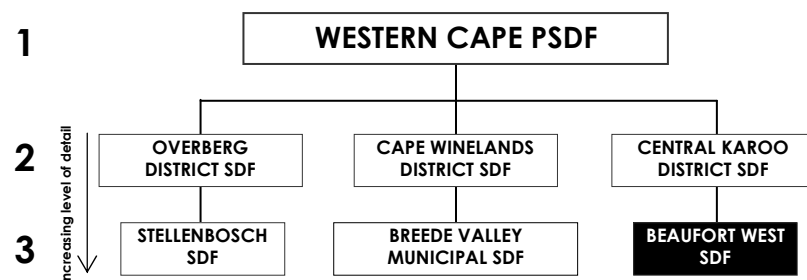 1
WESTERN CAPE PSDF
Increasing level of detail
2
OVERBERG
DISTRICT SDF
CAPE WINELANDS
DISTRICT SDF
CENTRAL KAROO
DISTRICT SDF
3
STELLENBOSCH
SDF
BREEDE VALLEY
MUNICIPAL SDF
BEAUFORT WEST
SDF